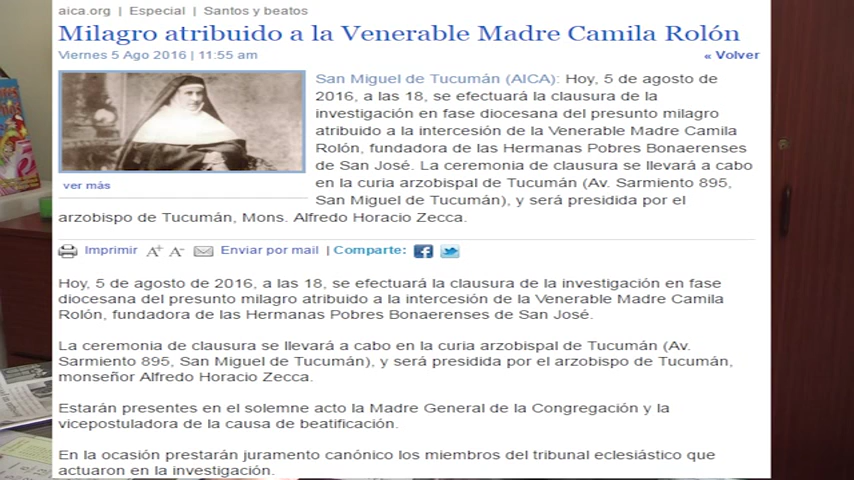 aica.org | Especial | Santos y beatos
Milagro atribuido a la Venerable Madre Camila Rolón
Viernes 5 Ago 2016 | 11:55 am
« Volver
San Miguel de Tucumán (AICA): Hoy, 5 de agosto de
2016, a las 18, se efectuará la clausura de la
investigación en fase diocesana del presunto milagro
atribuido a la intercesión de la Venerable Madre Camila
Rolón, fundadora de las Hermanas Pobres Bonaerenses
de San José. La ceremonia de clausura se llevará a cabo
en la curia arzobispal de Tucumán (Av. Sarmiento 895,
San Miguel de Tucumán), y será presidida por el
arzobispo de Tucumán, Mons. Alfredo Horacio Zecca.
ver más
Imprimir A+ A- Enviar por mail | Comparte:
Hoy, 5 de agosto de 2016, a las 18, se efectuará la clausura de la investigación en fase
diocesana del presunto milagro atribuido a la intercesión de la Venerable Madre Camila
Rolón, fundadora de las Hermanas Pobres Bonaerenses de San José.
La ceremonia de clausura se llevará a cabo en la curia arzobispal de Tucumán (Av.
Sarmiento 895, San Miguel de Tucumán), y será presidida por el arzobispo de Tucumán,
monseñor Alfredo Horacio Zecca.
Estarán presentes en el solemne acto la Madre General de la Congregación y la
vicepostuladora de la causa de beatificación.
En la ocasión prestarán juramento canónico los miembros del tribunal eclesiástico que
actuaron en la investigación.